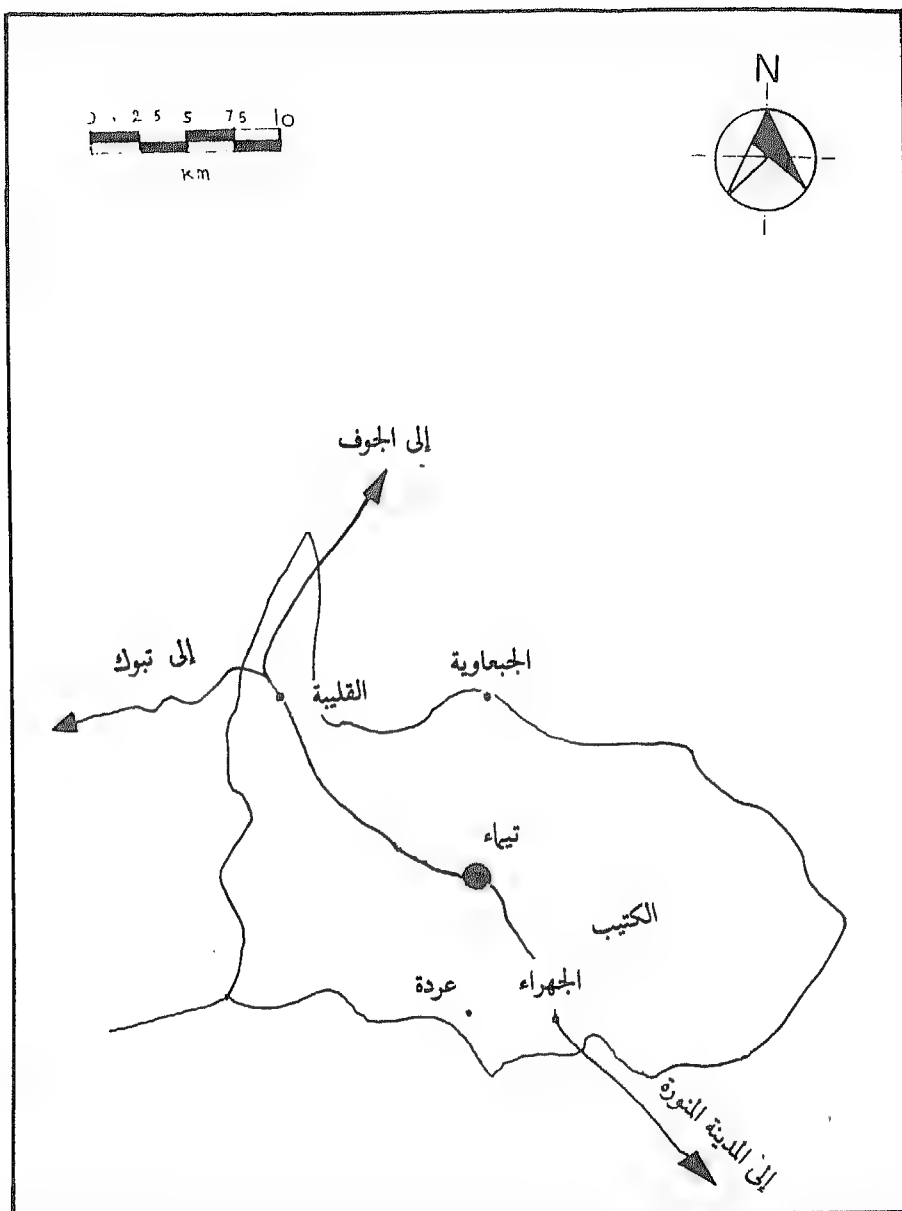 N
0 2 5 5 7 5 10
km
إلى الجوف
إلى تبوك
القليبة
الجبعاوية
تيماء
الكتيب
عردة
الجهراء
إلى المدينة المنورة